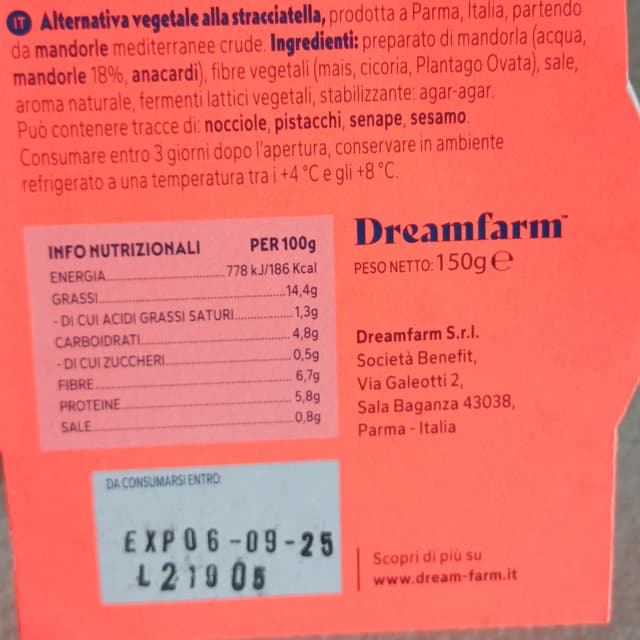 IT Alternativa vegetale alla stracciatella, prodotta a Parma, Italia, partendo
da mandorle mediterranee crude. Ingredienti: preparato di mandorla (acqua,
mandorle 18%, anacardi), fibre vegetali (mais, cicoria, Plantago Ovata), sale,
aroma naturale, fermenti lattici vegetali, stabilizzante: agar-agar.
Può contenere tracce di: nocciole, pistacchi, senape, sesamo.
Consumare entro 3 giorni dopo l'apertura, conservare in ambiente
refrigerato a una temperatura tra i +4 °C e gli +8 °C.
INFO NUTRIZIONALI PER 100g
ENERGIA 778 kJ/186 Kcal
GRASSI 14,4g
- DI CUI ACIDI GRASSI SATURI 1,3g
CARBOIDRATI 4,8g
- DI CUI ZUCCHERI 0,5g
FIBRE 6,7g
PROTEINE 5,8g
SALE 0,8g
Dreamfarm™
PESO NETTO: 150g ℮
Dreamfarm S.r.l.
Società Benefit,
Via Galeotti 2,
Sala Baganza 43038,
Parma - Italia
DA CONSUMARSI ENTRO:
EXP 06-09-25
L 21905
Scopri di più su
www.dream-farm.it